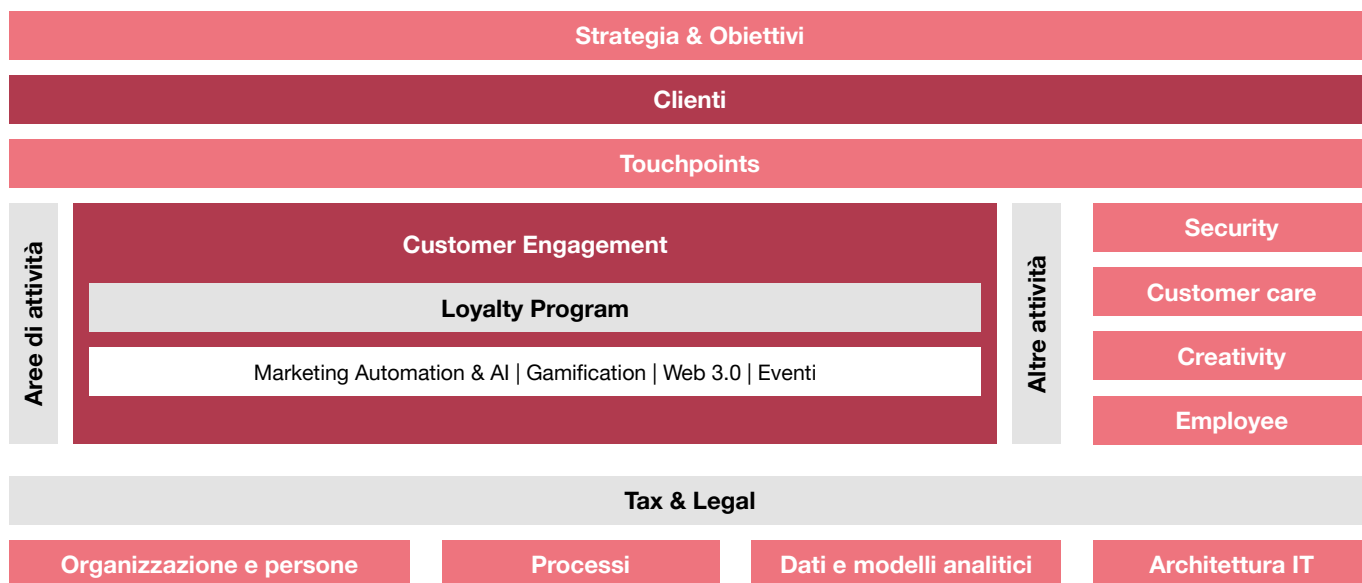 Strategia & Obiettivi
Clienti
Touchpoints
Aree di attività
Customer Engagement
Loyalty Program
Marketing Automation & AI | Gamification | Web 3.0 | Eventi
Altre attività
Security
Customer care
Creativity
Employee
Tax & Legal
Organizzazione e persone
Processi
Dati e modelli analitici
Architettura IT